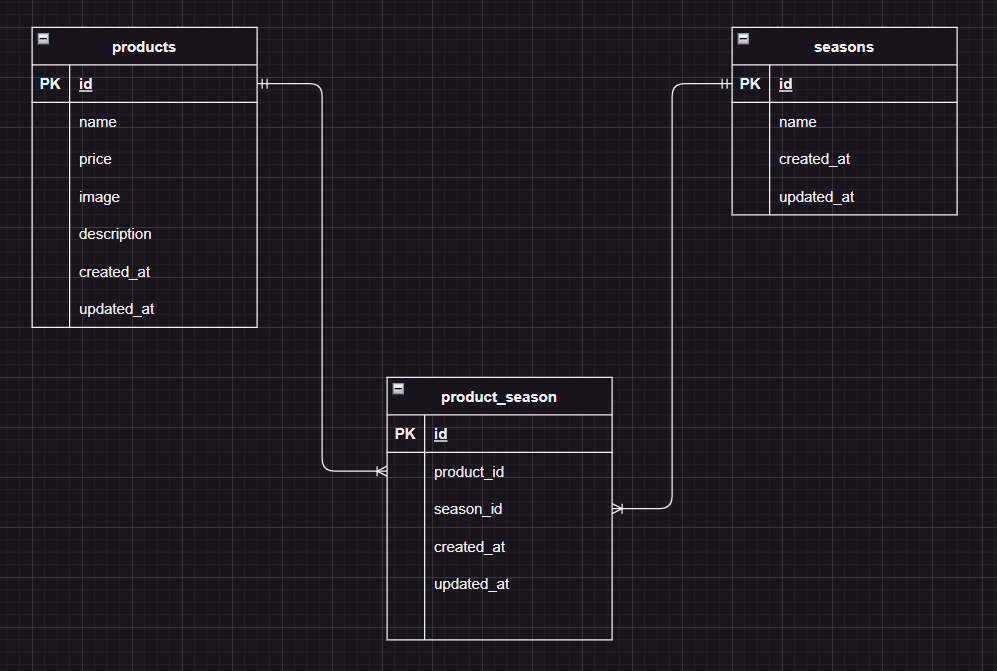 products
PK id
name
price
image
description
created_at
updated_at
seasons
PK id
name
created_at
updated_at
product_season
PK id
product_id
season_id
created_at
updated_at